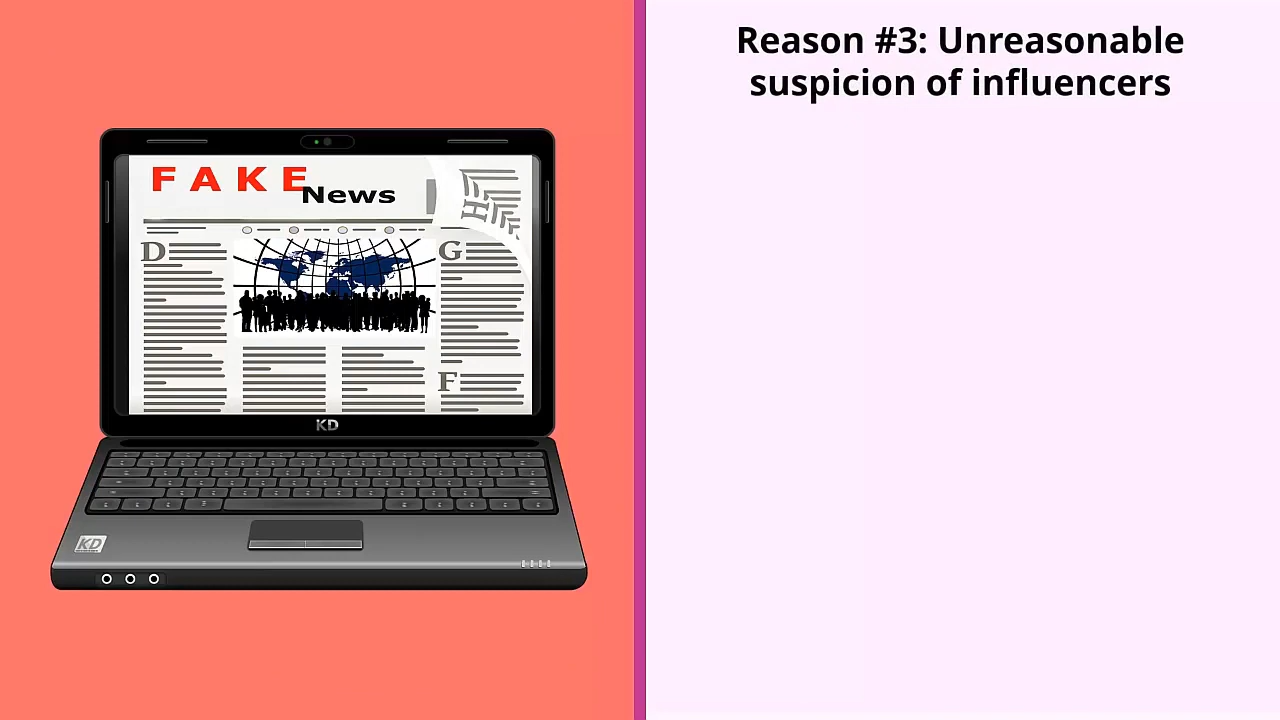 Reason #3: Unreasonable
suspicion of influencers
FAKE
News
H
D
G
F
KD
KD